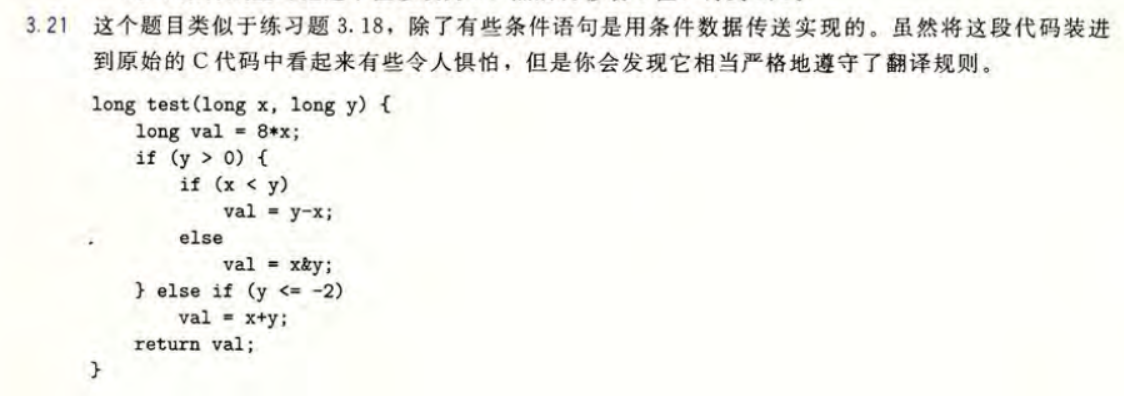 3.21 这个题目类似于练习题 3.18，除了有些条件语句是用条件数据传送实现的。虽然将这段代码装进
到原始的 C 代码中看起来有些令人惧怕，但是你会发现它相当严格地遵守了翻译规则。
long test(long x, long y) {
    long val = 8*x;
    if (y > 0) {
        if (x < y)
            val = y-x;
        else
            val = x&y;
    } else if (y <= -2)
        val = x+y;
    return val;
}